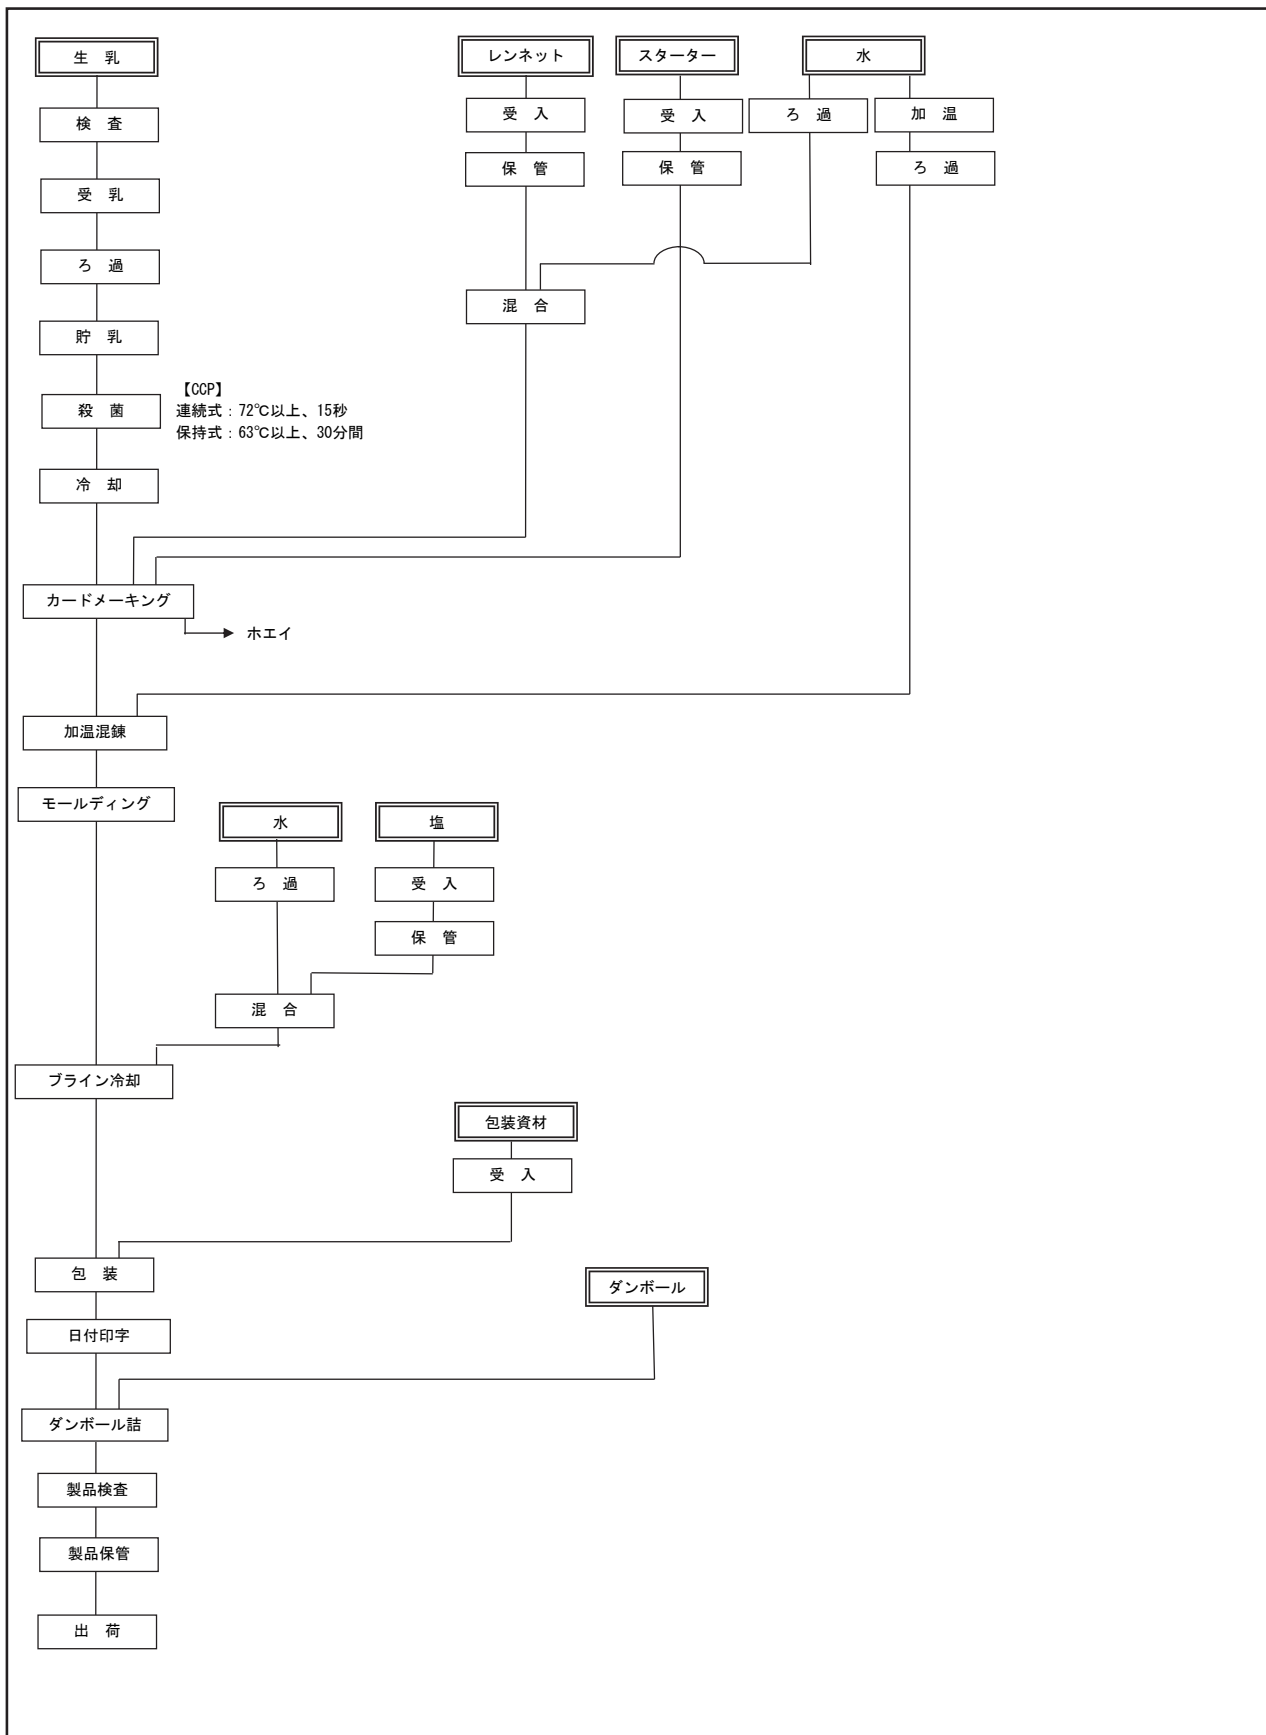 生　乳
レンネット
スターター
水
検　査
受　入
受　入
ろ　過
加　温
保　管
保　管
ろ　過
受　乳
ろ　過
混　合
貯　乳
【CCP】
殺　菌
連続式：72℃以上、15秒
保持式：63℃以上、30分間
冷　却
カードメーキング
ホエイ
加温混錬
モールディング
水
塩
ろ　過
受　入
保　管
混　合
ブライン冷却
包装資材
受　入
包　装
ダンボール
日付印字
ダンボール詰
製品検査
製品保管
出　荷